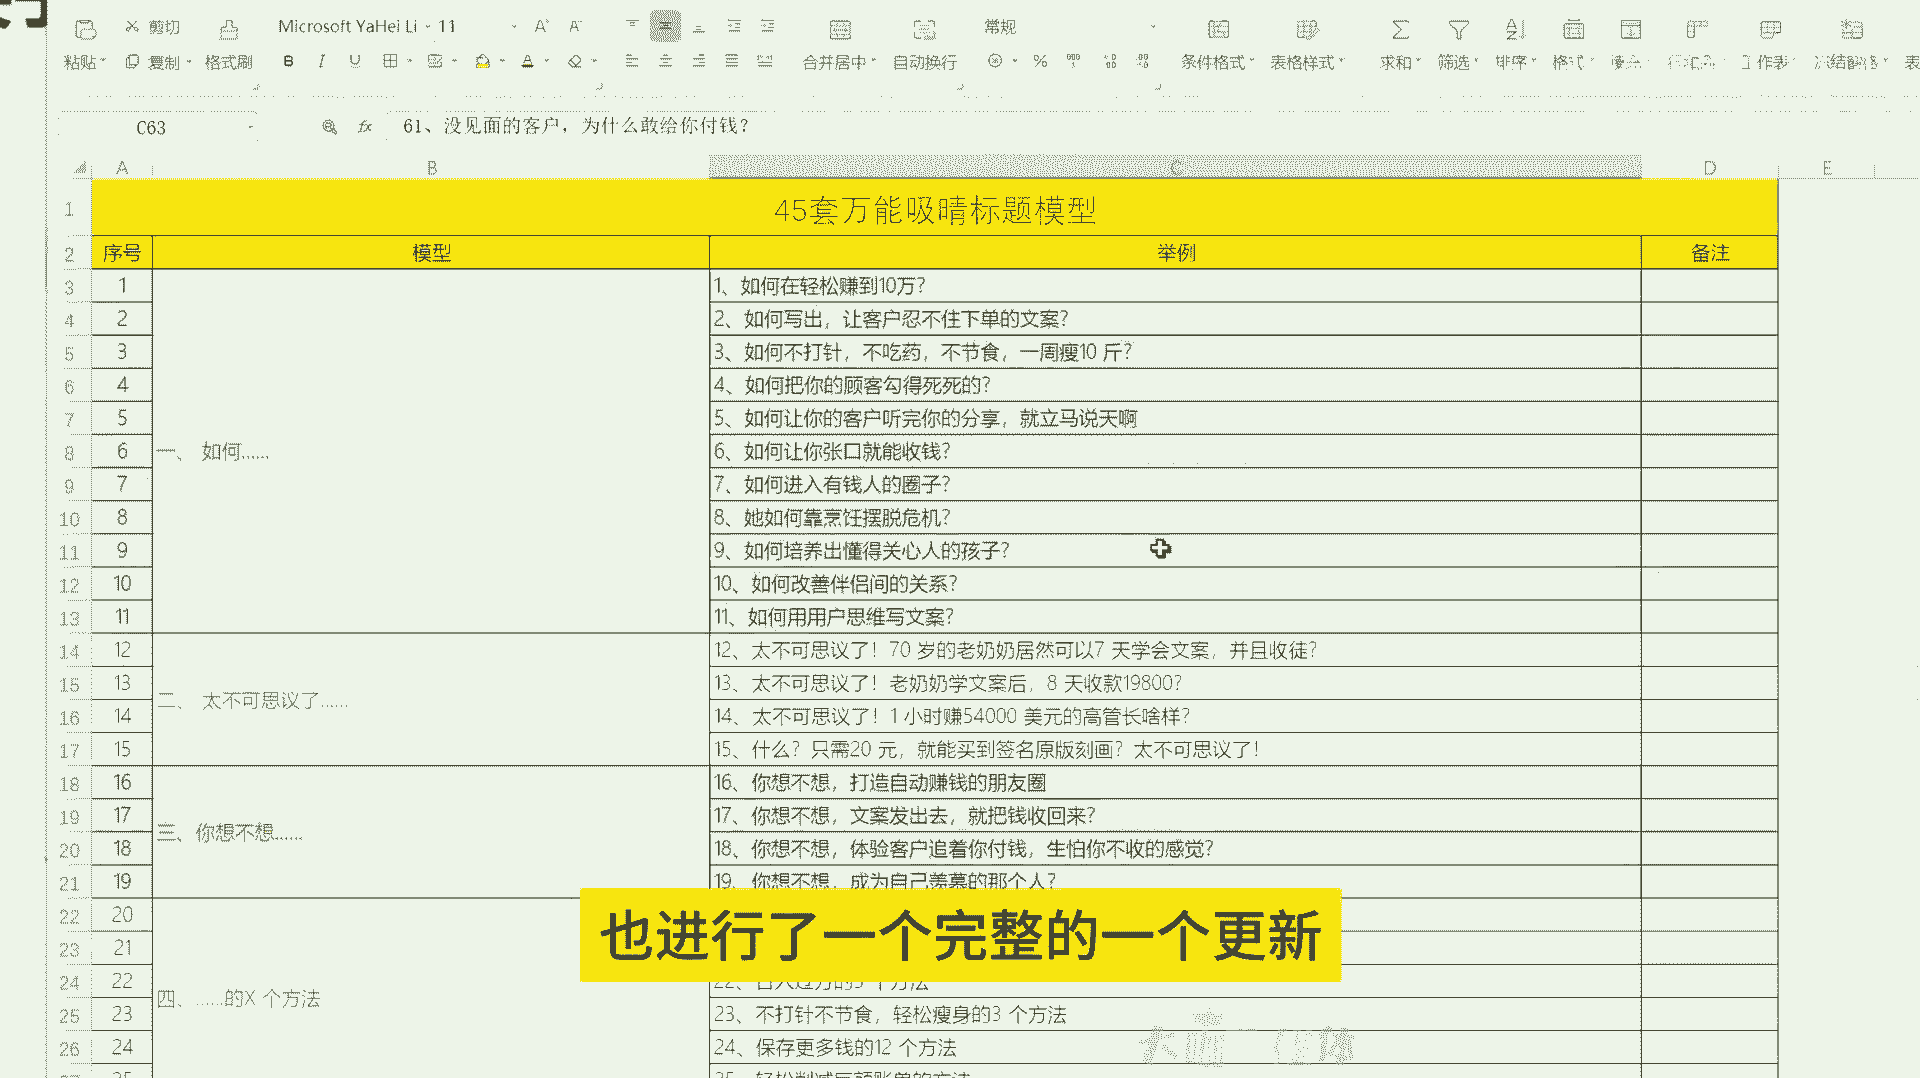 剪切 Microsoft YaHei Li 11 A⁺ A⁻ 常规
粘贴 复制 格式刷 B I U A 合并居中 自动换行 % 条件格式 表格样式 求和 筛选 排序 格式 工作表
C63 fx 61、没见面的客户，为什么敢给你付钱？
A B C D E
1 45套万能吸晴标题模型
2 序号 模型 举例 备注
3 1 1、如何在轻松赚到10万？
4 2 2、如何写出，让客户忍不住下单的文案？
5 3 3、如何不打针，不吃药，不节食，一周瘦10 斤？
6 4 4、如何把你的顾客勾得死死的？
7 5 5、如何让你的客户听完你的分享，就立马说天啊
8 6 一、 如何...... 6、如何让你张口就能收钱？
9 7 7、如何进入有钱人的圈子？
10 8 8、她如何靠烹饪摆脱危机？
11 9 9、如何培养出懂得关心人的孩子？
12 10 10、如何改善伴侣间的关系？
13 11 11、如何用用户思维写文案？
14 12 12、太不可思议了！70 岁的老奶奶居然可以7 天学会文案，并且收徒？
15 13 二、 太不可思议了...... 13、太不可思议了！老奶奶学文案后，8 天收款19800？
16 14 14、太不可思议了！1 小时赚54000 美元的高管长啥样？
17 15 15、什么？只需20 元，就能买到签名原版刻画？太不可思议了！
18 16 16、你想不想，打造自动赚钱的朋友圈
19 17 三、你想不想...... 17、你想不想，文案发出去，就把钱收回来？
20 18 18、你想不想，体验客户追着你付钱，生怕你不收的感觉？
21 19 19、你想不想，成为自己羡慕的那个人？
22 20
23 21
也进行了一个完整的一个更新
24 22
25 23 四、......的X 个方法 23、不打针不节食，轻松瘦身的3 个方法
26 24 24、保存更多钱的12 个方法